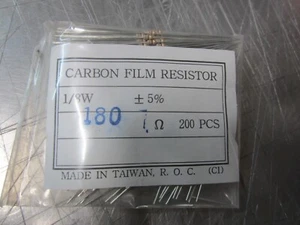 CARBON FILM RESISTOR
1/8W ± 5%
180 Ω 200 PCS
MADE IN TAIWAN, R. O. C. (CI)